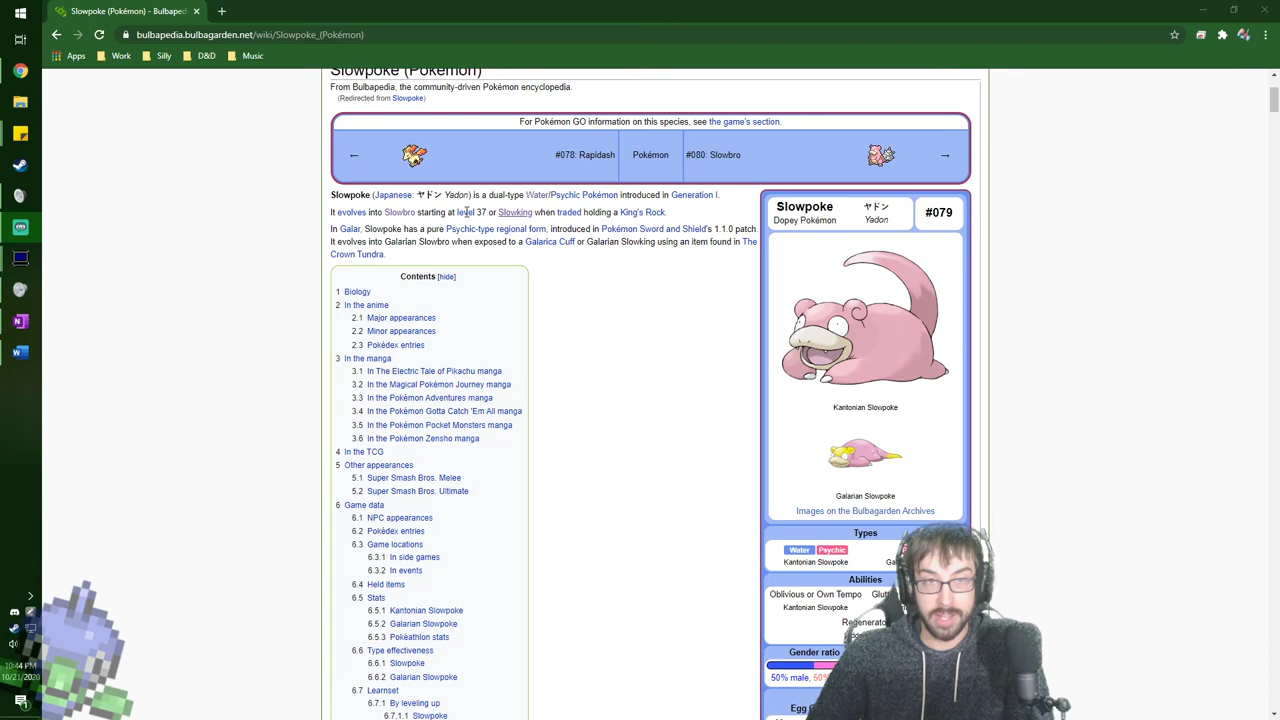 Slowpoke (Pokémon) - Bulbapedia,
bulbapedia.bulbagarden.net/wiki/Slowpoke_(Pokémon)
Apps Work Silly D&D Music
Slowpoke (Pokémon)
From Bulbapedia, the community-driven Pokémon encyclopedia.
(Redirected from Slowpoke)
For Pokémon GO information on this species, see the game's section.
← #078: Rapidash Pokémon #080: Slowbro →
Slowpoke (Japanese: ヤドン Yadon) is a dual-type Water/Psychic Pokémon introduced in Generation I.
It evolves into Slowbro starting at level 37 or Slowking when traded holding a King's Rock.
In Galar, Slowpoke has a pure Psychic-type regional form, introduced in Pokémon Sword and Shield's 1.1.0 patch.
It evolves into Galarian Slowbro when exposed to a Galarica Cuff or Galarian Slowking using an item found in The
Crown Tundra.
Contents [hide]
1 Biology
2 In the anime
2.1 Major appearances
2.2 Minor appearances
2.3 Pokédex entries
3 In the manga
3.1 In The Electric Tale of Pikachu manga
3.2 In the Magical Pokémon Journey manga
3.3 In the Pokémon Adventures manga
3.4 In the Pokémon Gotta Catch 'Em All manga
3.5 In the Pokémon Pocket Monsters manga
3.6 In the Pokémon Zensho manga
4 In the TCG
5 Other appearances
5.1 Super Smash Bros. Melee
5.2 Super Smash Bros. Ultimate
6 Game data
6.1 NPC appearances
6.2 Pokédex entries
6.3 Game locations
6.3.1 In side games
6.3.2 In events
6.4 Held items
6.5 Stats
6.5.1 Kantonian Slowpoke
6.5.2 Galarian Slowpoke
6.5.3 Pokéathlon stats
6.6 Type effectiveness
6.6.1 Slowpoke
6.6.2 Galarian Slowpoke
6.7 Learnset
6.7.1 By leveling up
6.7.1.1 Slowpoke
Slowpoke ヤドン #079
Dopey Pokémon Yadon
Kantonian Slowpoke
Galarian Slowpoke
Images on the Bulbagarden Archives
Types
Water Psychic
Kantonian Slowpoke
Abilities
Oblivious or Own Tempo
Kantonian Slowpoke
Gender ratio
50% male,
Egg
10:44 PM
10/21/2020